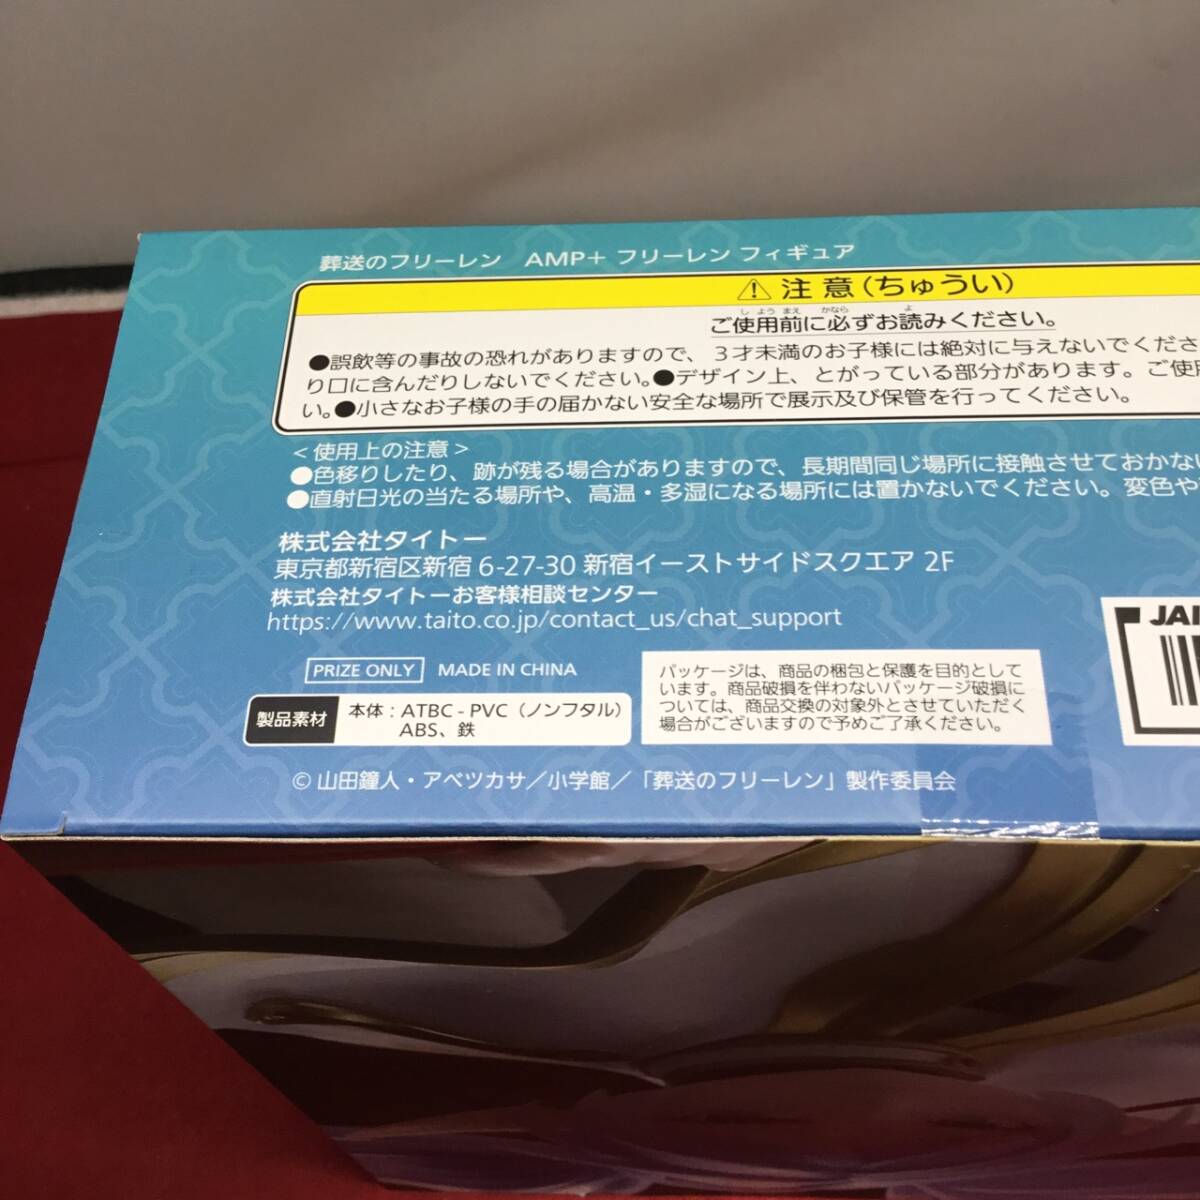 葬送のフリーレン AMP+ フリーレン フィギュア
注意(ちゅうい)
しようまえ かなら よ
ご使用前に必ずお読みください。
●誤飲等の事故の恐れがありますので、3才未満のお子様には絶対に与えないでくださ
り口に含んだりしないでください。●デザイン上、とがっている部分があります。ご使用
い。●小さなお子様の手の届かない安全な場所で展示及び保管を行ってください。
<使用上の注意>
●色移りしたり、跡が残る場合がありますので、長期間同じ場所に接触させておかない
●直射日光の当たる場所や、高温・多湿になる場所には置かないでください。変色や
株式会社タイトー
東京都新宿区新宿 6-27-30 新宿イーストサイドスクエア 2F
株式会社タイトーお客様相談センター
https://www.taito.co.jp/contact_us/chat_support
PRIZE ONLY MADE IN CHINA
製品素材 本体:ATBC-PVC(ノンフタル)
ABS、鉄
パッケージは、商品の梱包と保護を目的として
います。商品破損を伴わないパッケージ破損に
ついては、商品交換の対象外とさせていただく
場合がございますので予めご了承ください。
JAN
© 山田鐘人・アベツカサ/小学館/「葬送のフリーレン」製作委員会